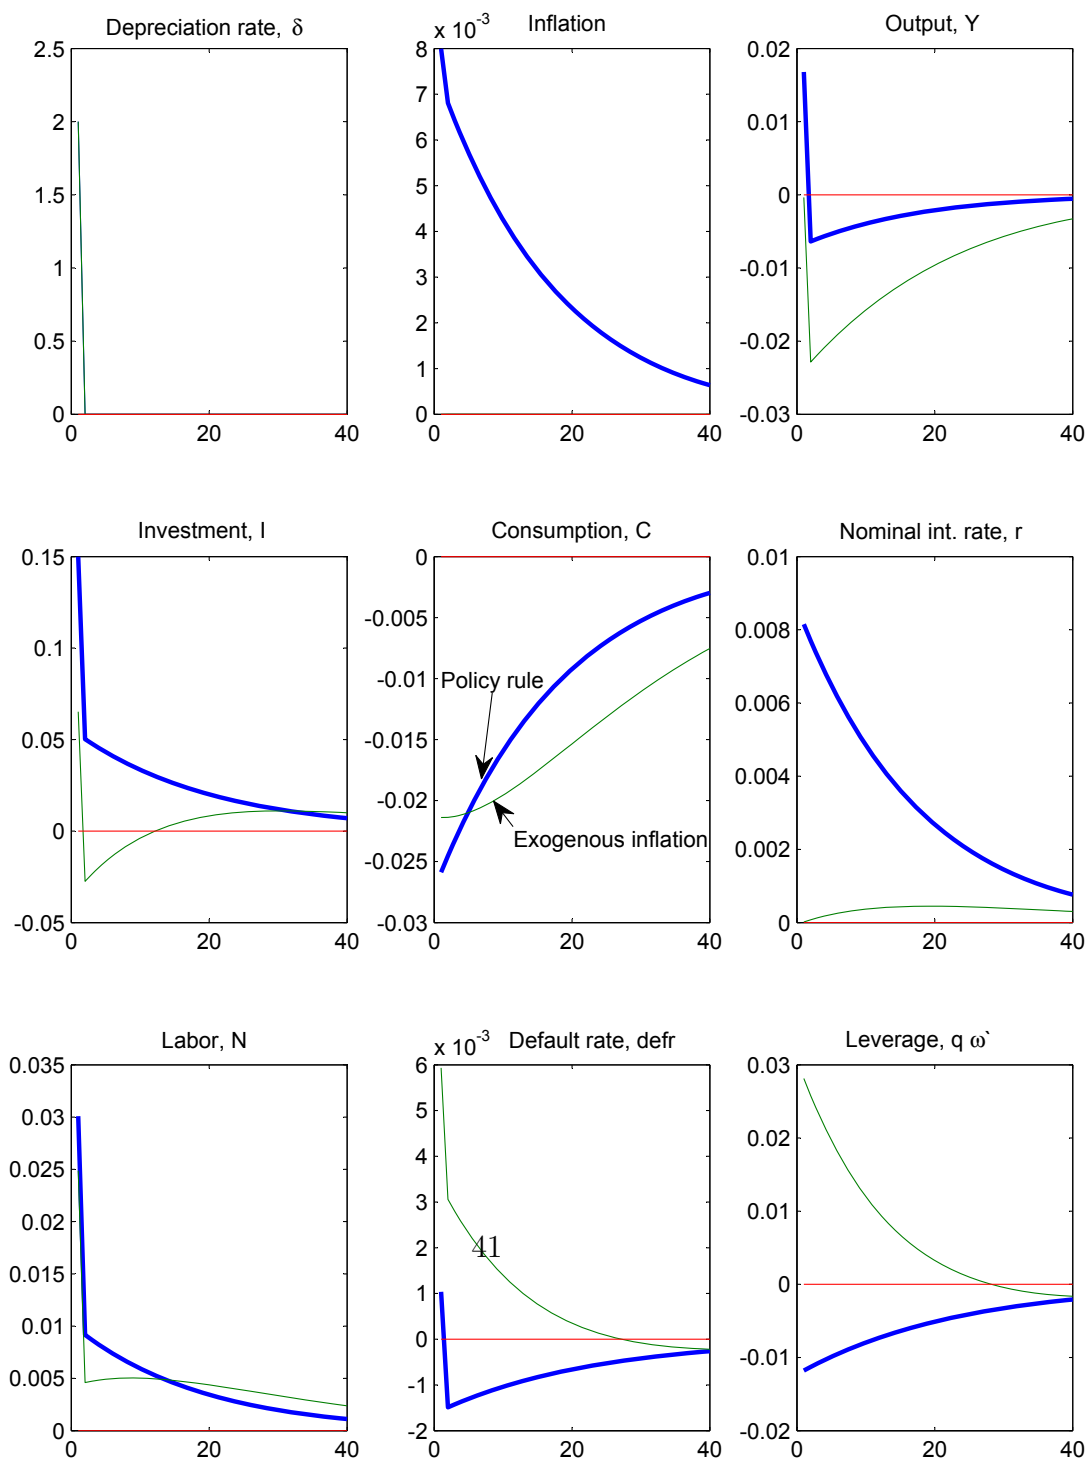 Depreciation rate, δ
2.5
2
1.5
1
0.5
0
0 20 40
x 10^-3
Inflation
8
7
6
5
4
3
2
1
0
0 20 40
Output, Y
0.02
0.01
0
-0.01
-0.02
-0.03
0 20 40
Investment, I
0.15
0.1
0.05
0
-0.05
0 20 40
Consumption, C
0
-0.005
-0.01
-0.015
-0.02
-0.025
-0.03
Policy rule
Exogenous inflation
0 20 40
Nominal int. rate, r
0.01
0.008
0.006
0.004
0.002
0
0 20 40
Labor, N
0.035
0.03
0.025
0.02
0.015
0.01
0.005
0
0 20 40
x 10^-3
Default rate, defr
6
5
4
3
2
1
0
-1
-2
41
0 20 40
Leverage, q ω`
0.03
0.02
0.01
0
-0.01
-0.02
0 20 40